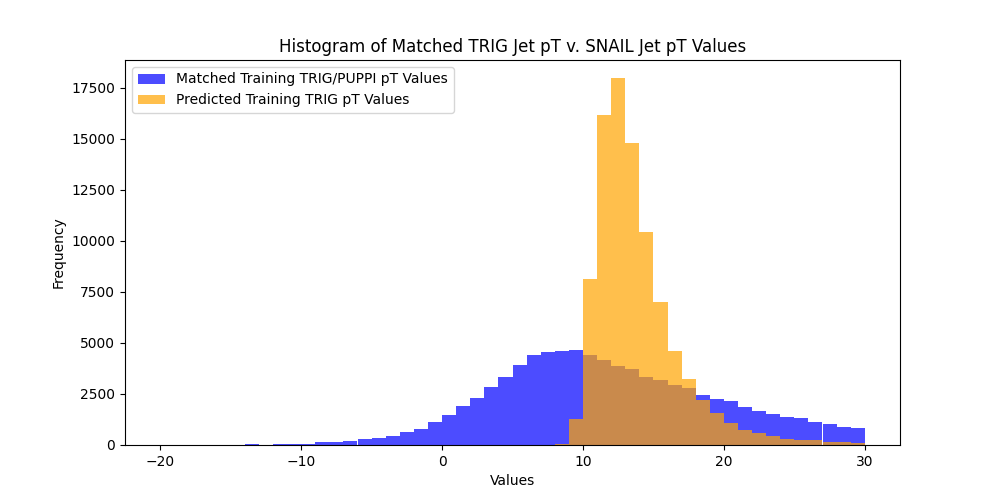 Histogram of Matched TRIG Jet pT v. SNAIL Jet pT Values
Matched Training TRIG/PUPPI pT Values
Predicted Training TRIG pT Values
17500
15000
12500
10000
7500
5000
2500
0
Frequency
−20
−10
0
10
20
30
Values